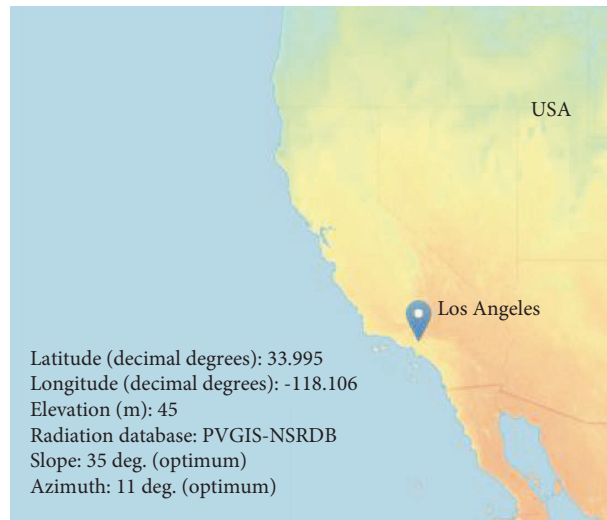 USA
Los Angeles
Latitude (decimal degrees): 33.995
Longitude (decimal degrees): -118.106
Elevation (m): 45
Radiation database: PVGIS-NSRDB
Slope: 35 deg. (optimum)
Azimuth: 11 deg. (optimum)